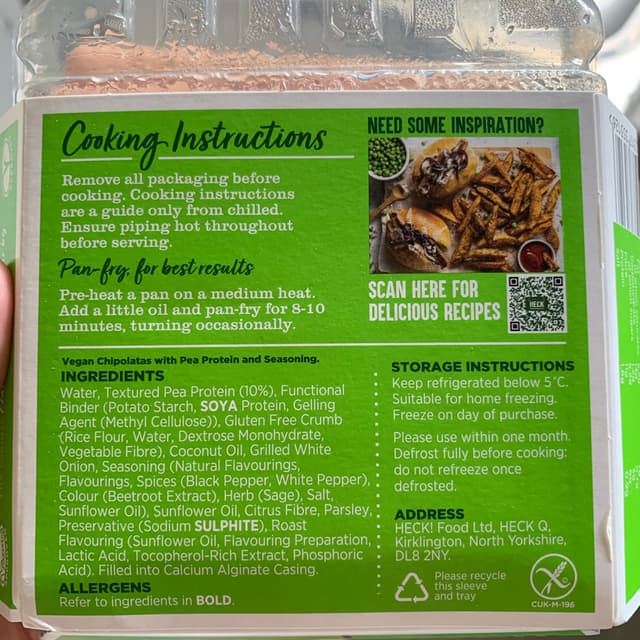 Cooking Instructions
Remove all packaging before
cooking. Cooking instructions
are a guide only from chilled.
Ensure piping hot throughout
before serving.
Pan-fry, for best results
Pre-heat a pan on a medium heat.
Add a little oil and pan-fry for 8-10
minutes, turning occasionally.
NEED SOME INSPIRATION?
SCAN HERE FOR
DELICIOUS RECIPES
HECK
Vegan Chipolatas with Pea Protein and Seasoning.
INGREDIENTS
Water, Textured Pea Protein (10%), Functional
Binder (Potato Starch, SOYA Protein, Gelling
Agent (Methyl Cellulose)), Gluten Free Crumb
(Rice Flour, Water, Dextrose Monohydrate,
Vegetable Fibre), Coconut Oil, Grilled White
Onion, Seasoning (Natural Flavourings,
Flavourings, Spices (Black Pepper, White Pepper),
Colour (Beetroot Extract), Herb (Sage), Salt,
Sunflower Oil), Sunflower Oil, Citrus Fibre, Parsley,
Preservative (Sodium SULPHITE), Roast
Flavouring (Sunflower Oil, Flavouring Preparation,
Lactic Acid, Tocopherol-Rich Extract, Phosphoric
Acid). Filled into Calcium Alginate Casing.
ALLERGENS
Refer to ingredients in BOLD.
STORAGE INSTRUCTIONS
Keep refrigerated below 5°C.
Suitable for home freezing.
Freeze on day of purchase.
Please use within one month.
Defrost fully before cooking:
do not refreeze once
defrosted.
ADDRESS
HECK! Food Ltd, HECK Q,
Kirklington, North Yorkshire,
DL8 2NY.
Please recycle
this sleeve
and tray
CUK-M-196